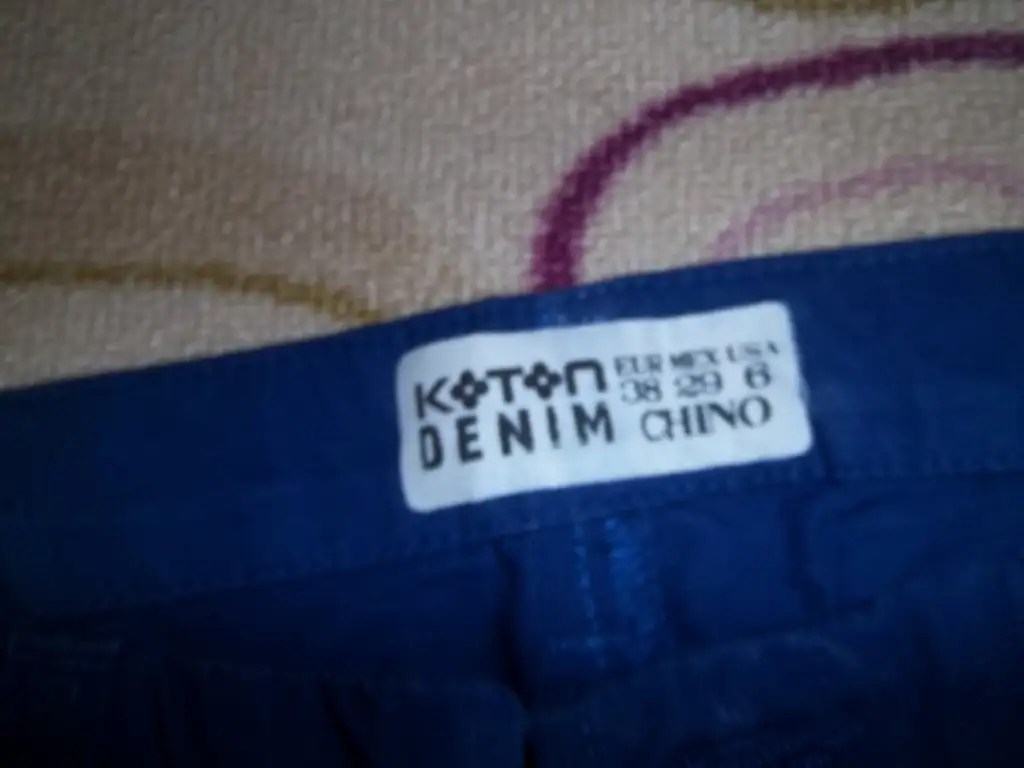 KOTON
DENIM
EUR MEX USA
38 29 6
CHINO